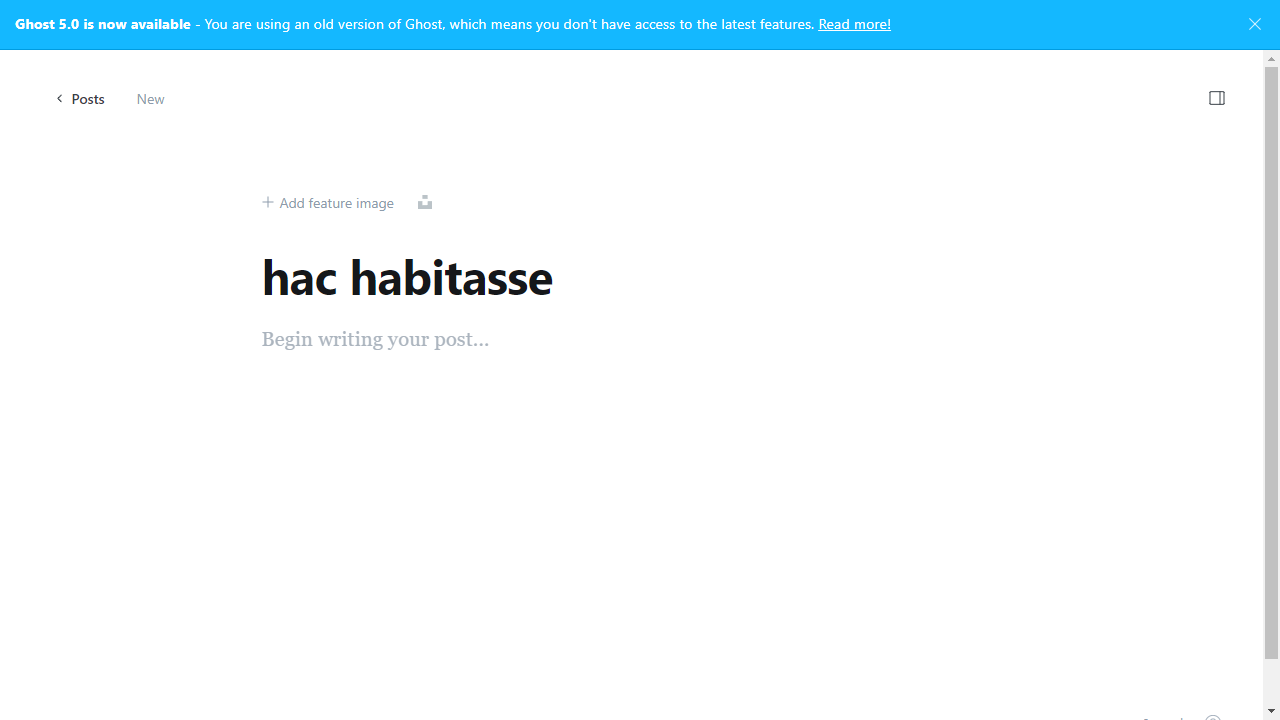 Ghost 5.0 is now available - You are using an old version of Ghost, which means you don't have access to the latest features. Read more!
Posts New
Add feature image
hac habitasse
Begin writing your post...